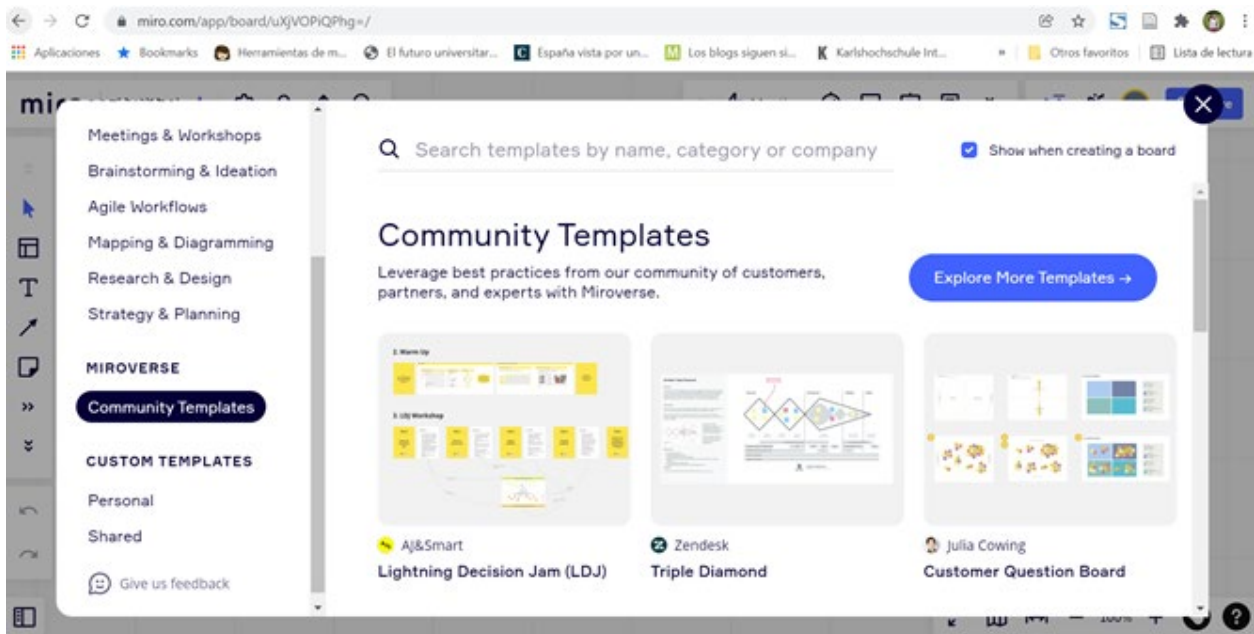 miro.com/app/board/uXjVOPiQPhg=/
Aplicaciones
Bookmarks
Herramientas de m...
El futuro universitar...
España vista por un...
Los blogs siguen si...
Karlshochschule Int...
»
Otros favoritos
Lista de lectura
Meetings & Workshops
Brainstorming & Ideation
Agile Workflows
Mapping & Diagramming
Research & Design
Strategy & Planning
MIROVERSE
Community Templates
CUSTOM TEMPLATES
Personal
Shared
Give us feedback
Search templates by name, category or company
Show when creating a board
Community Templates
Leverage best practices from our community of customers,
partners, and experts with Miroverse.
Explore More Templates →
AJ&Smart
Lightning Decision Jam (LDJ)
Zendesk
Triple Diamond
Julia Cowing
Customer Question Board